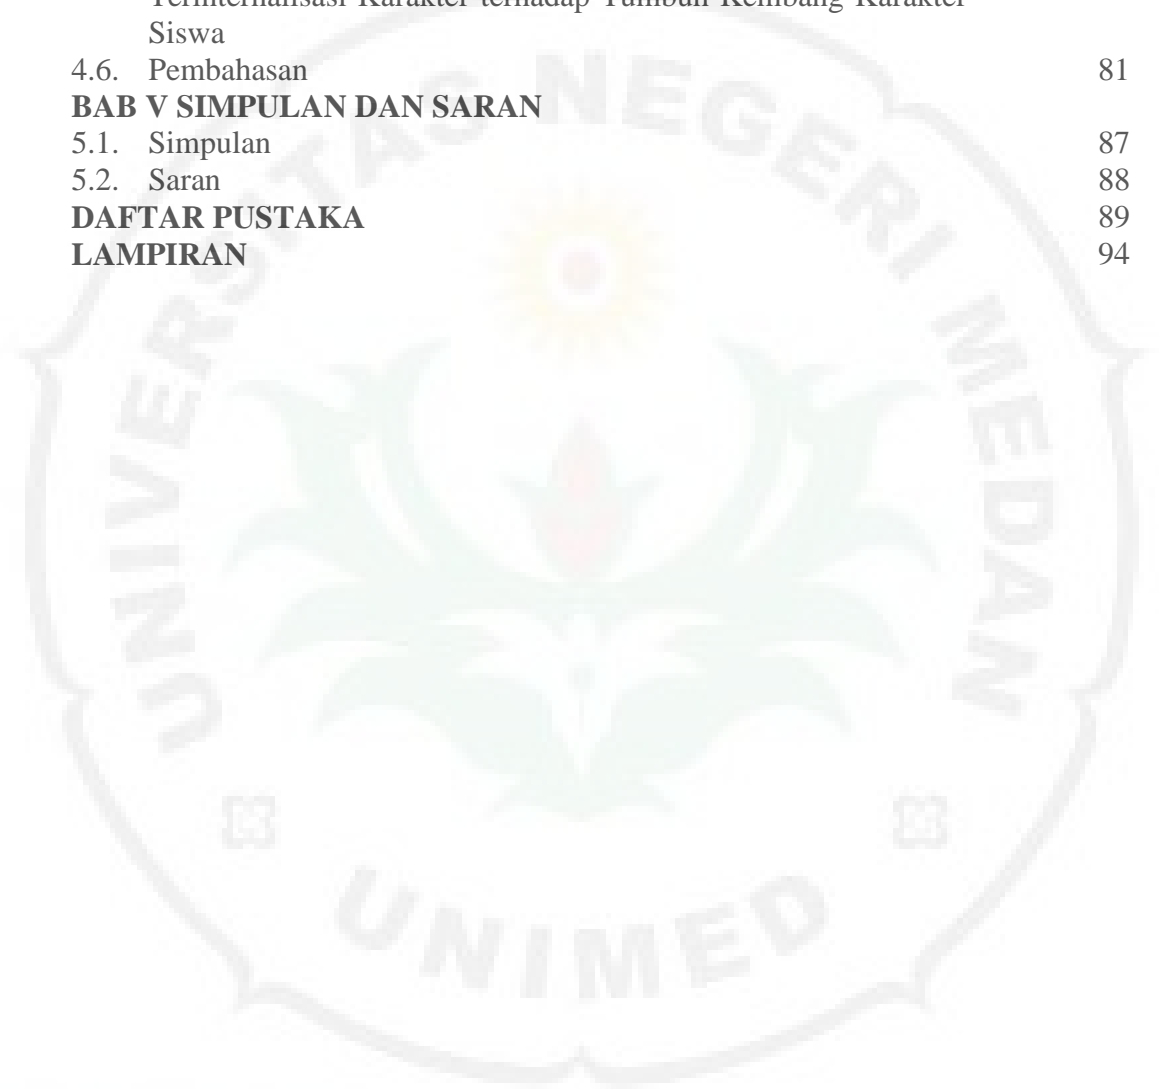 Terinternalisasi Karakter terhadap Tumbuh Kembang Karakter
Siswa
4.6. Pembahasan 81
BAB V SIMPULAN DAN SARAN
5.1. Simpulan 87
5.2. Saran 88
DAFTAR PUSTAKA 89
LAMPIRAN 94
UNIVERSITAS NEGERI MEDAN
UNIMED